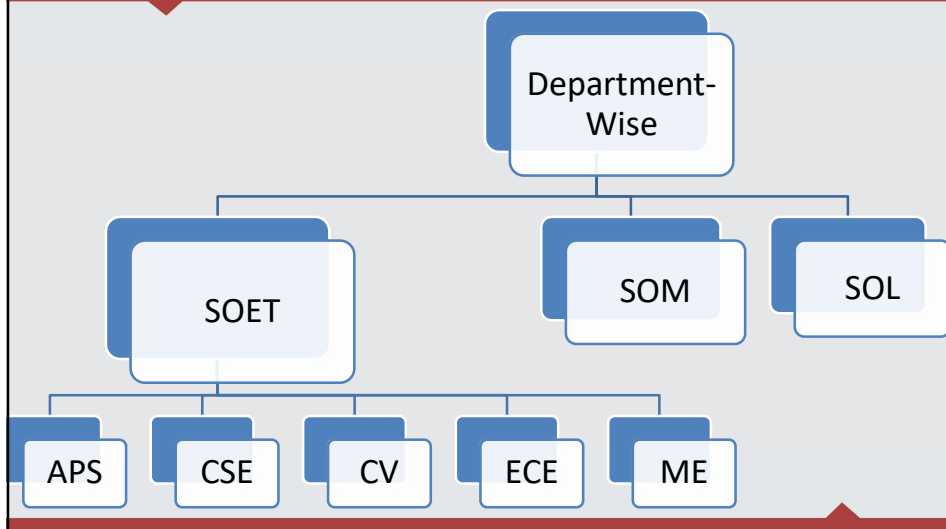 Department-
Wise
SOET
SOM
SOL
APS
CSE
CV
ECE
ME